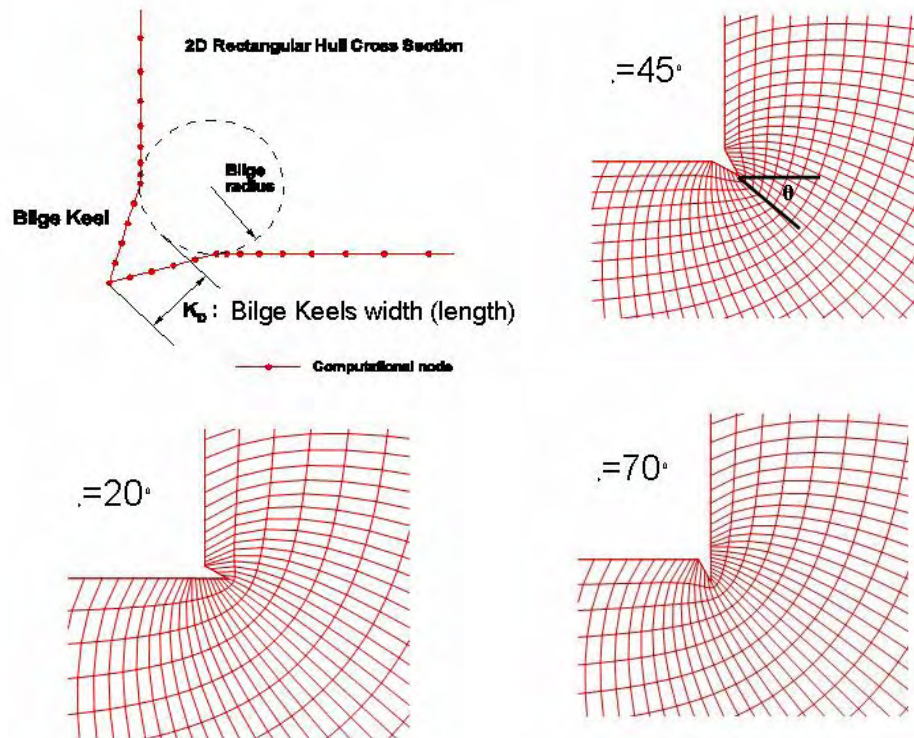 2D Rectangular Hull Cross Section
Bilge
radius
Bilge Keel
K_D : Bilge Keels width (length)
Computational node
=45°
θ
=20°
=70°